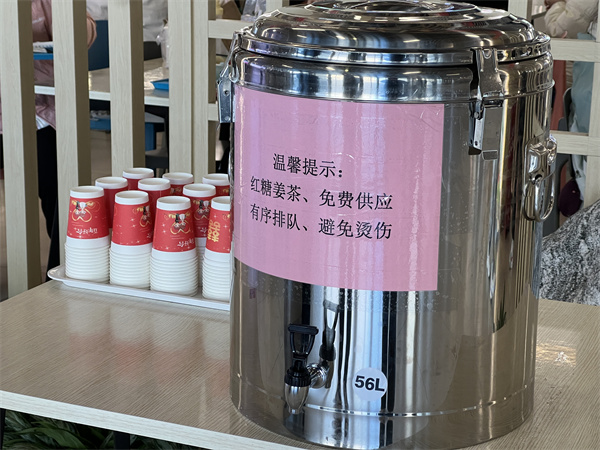 温馨提示：
红糖姜茶、免费供应
有序排队、避免烫伤
56L